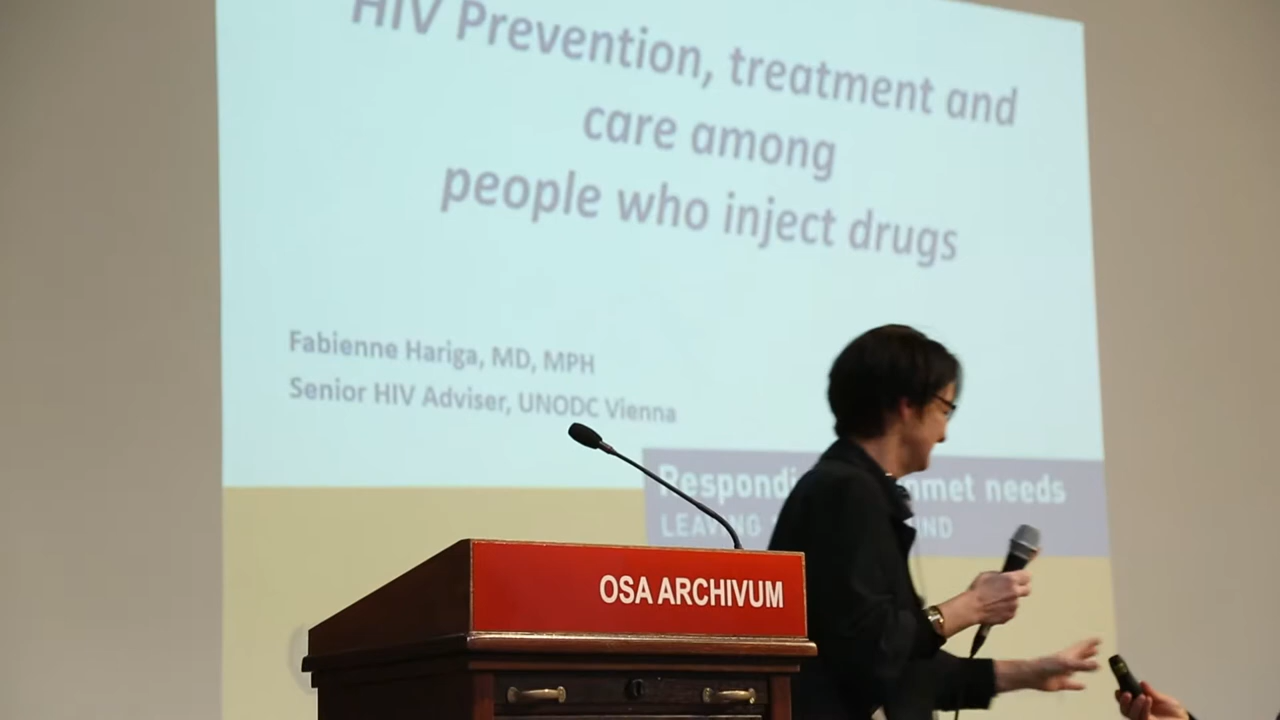 HIV Prevention, treatment and
care among
people who inject drugs
Fabienne Hariga, MD, MPH
Senior HIV Adviser, UNODC Vienna
needs
OSA ARCHIVUM